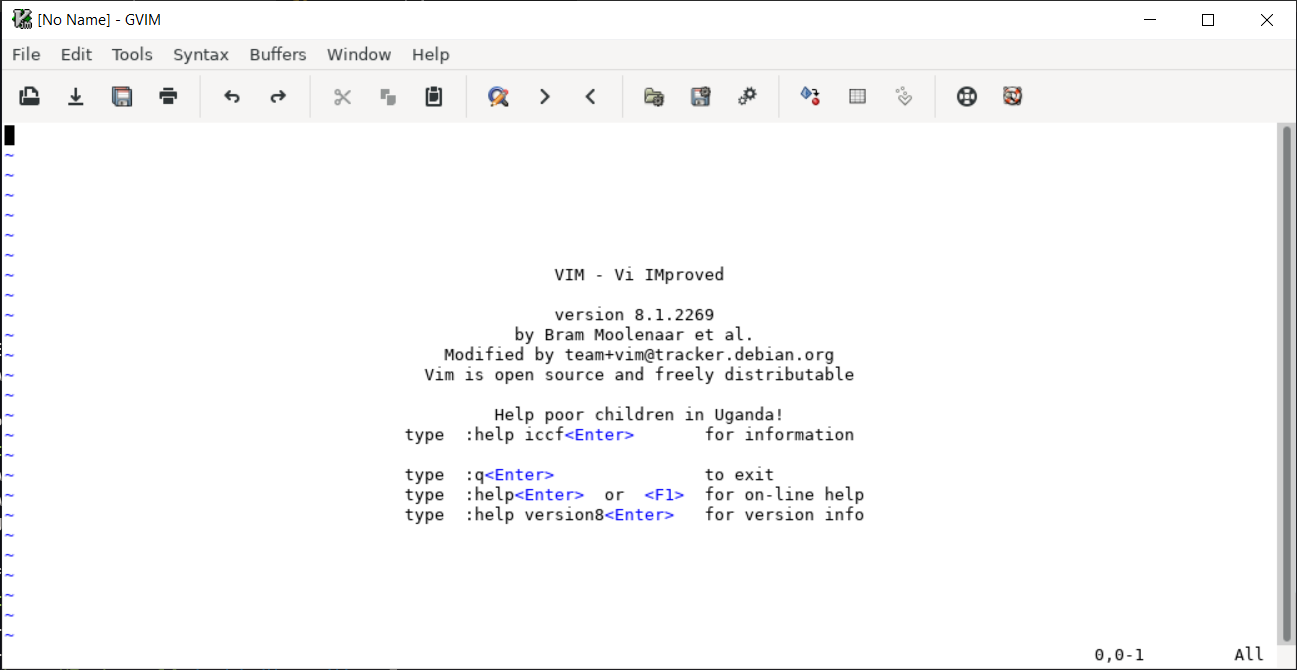 [No Name] - GVIM
File Edit Tools Syntax Buffers Window Help
~
~
~
~
~
~
~ VIM - Vi IMproved
~
~ version 8.1.2269
~ by Bram Moolenaar et al.
~ Modified by team+vim@tracker.debian.org
~ Vim is open source and freely distributable
~
~ Help poor children in Uganda!
~ type :help iccf<Enter> for information
~
~ type :q<Enter> to exit
~ type :help<Enter> or <F1> for on-line help
~ type :help version8<Enter> for version info
~
~
~
~
~
~
0,0-1 All